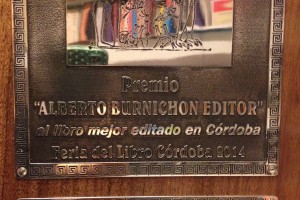 Premio
"ALBERTO BURNICHON EDITOR"
al libro mejor editado en Córdoba
Feria del Libro Córdoba 2014